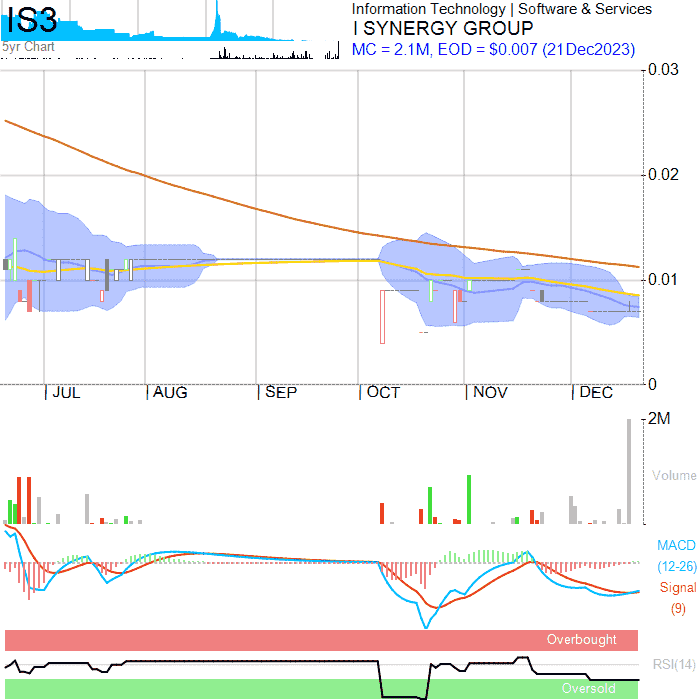 IS3
Information Technology | Software & Services
I SYNERGY GROUP
MC = 2.1M, EOD = $0.007 (21Dec2023)
5yr Chart
0.03
0.02
0.01
0
JUL AUG SEP OCT NOV DEC
2M
Volume
MACD
(12-26)
Signal
(9)
Overbought
RSI(14)
Oversold